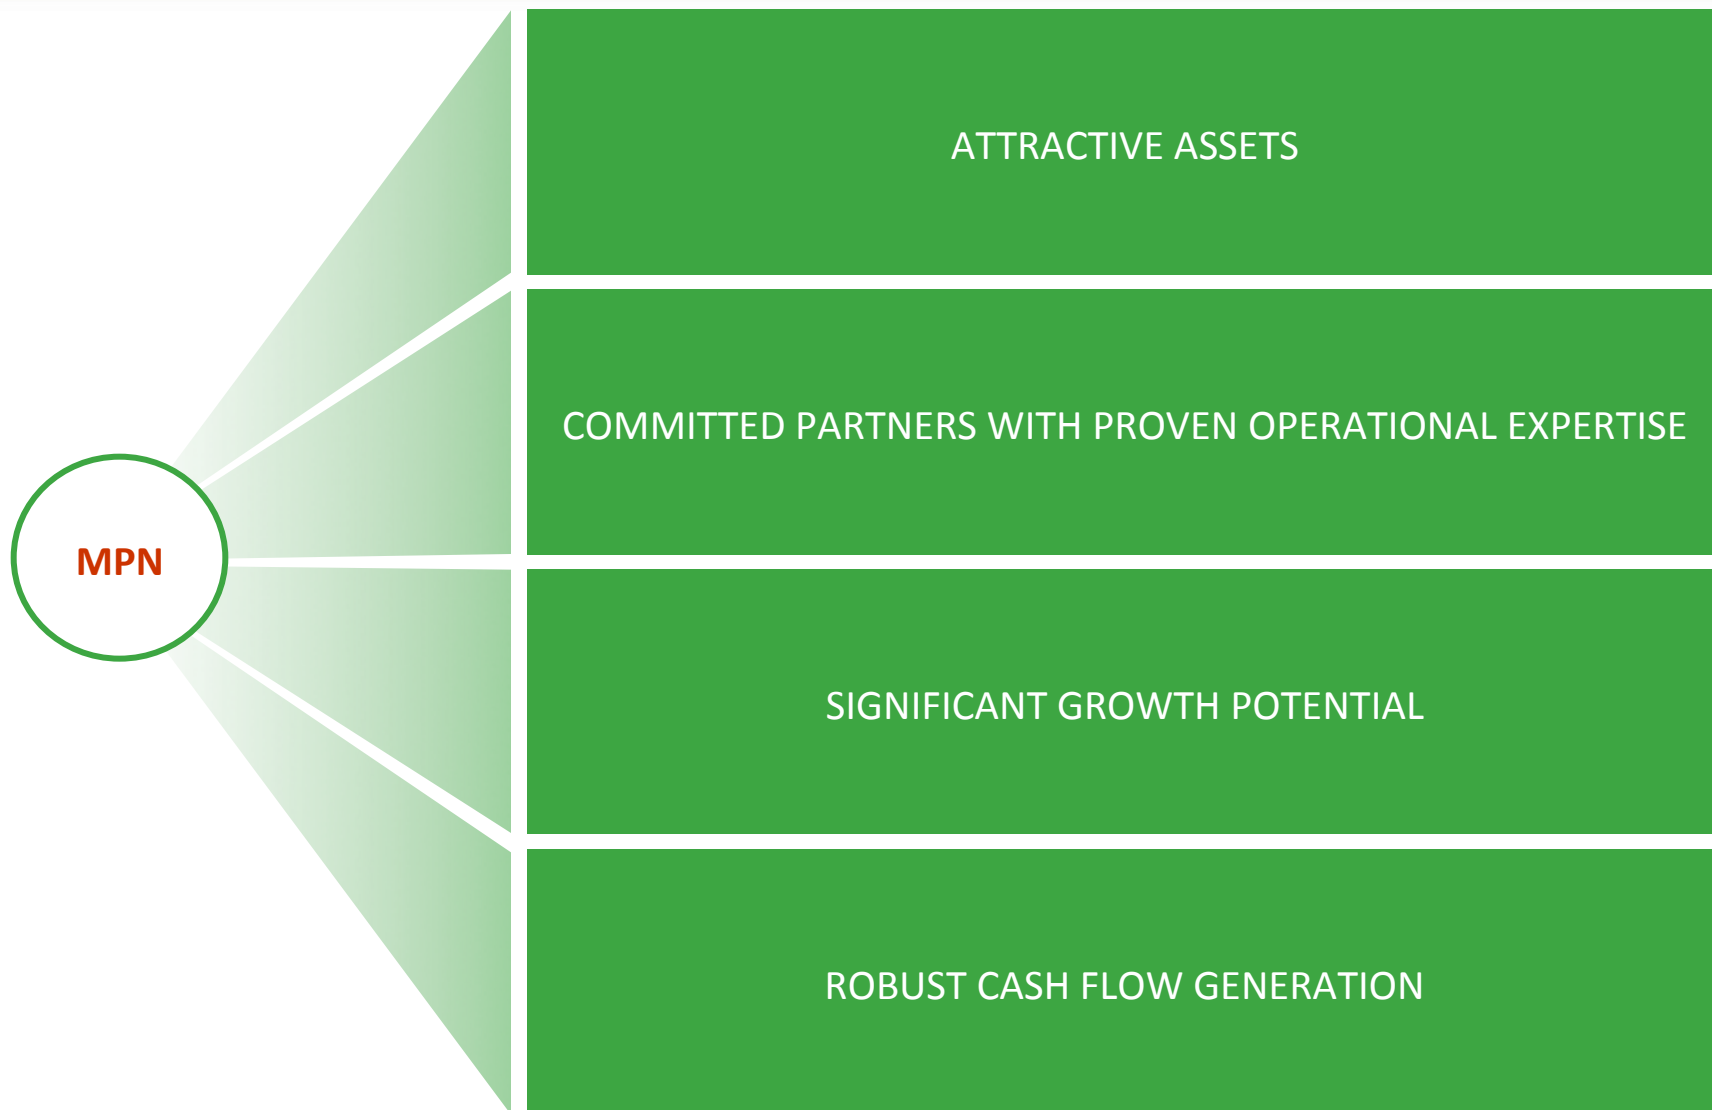 ATTRACTIVE ASSETS
COMMITTED PARTNERS WITH PROVEN OPERATIONAL EXPERTISE
MPN
SIGNIFICANT GROWTH POTENTIAL
ROBUST CASH FLOW GENERATION